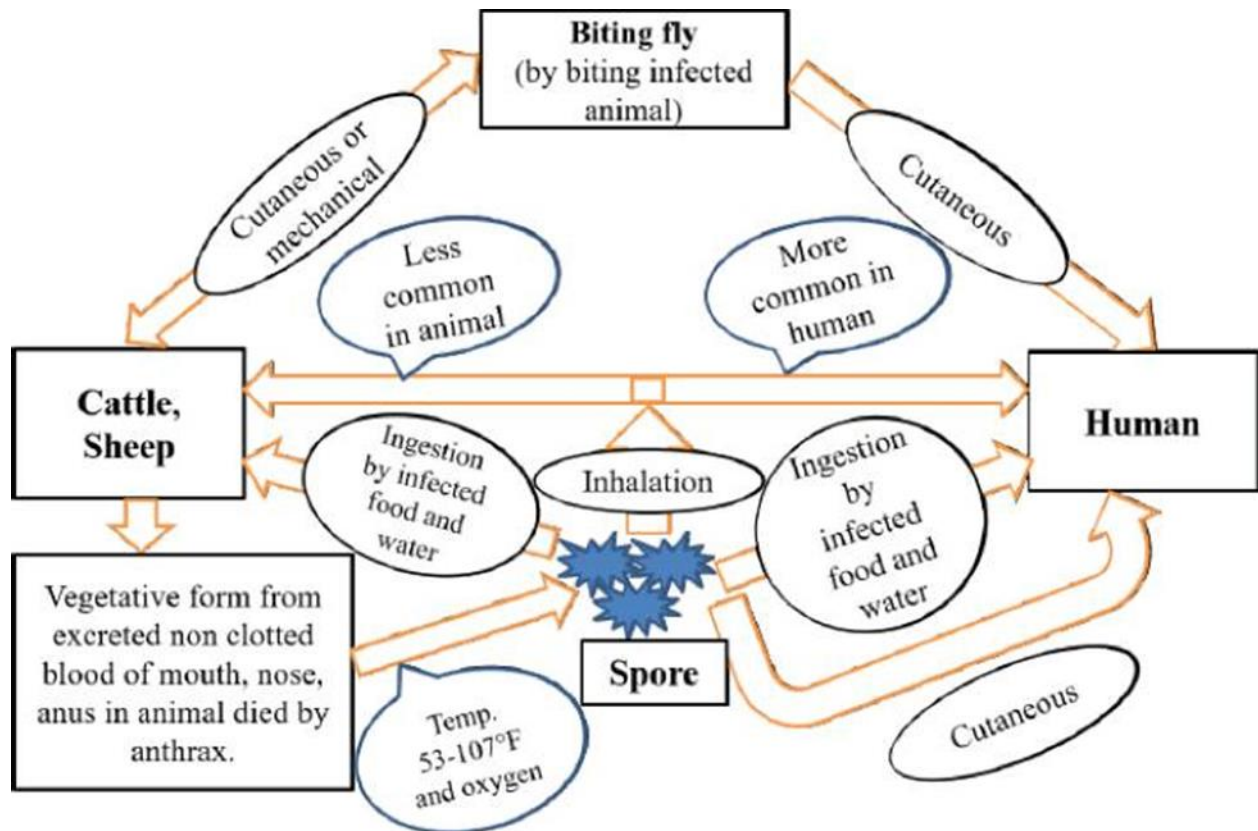 Biting fly
(by biting infected
animal)
Cutaneous or
mechanical
Cutaneous
Less
common
in animal
More
common in
human
Cattle,
Sheep
Human
Ingestion
by infected
food and
water
Inhalation
Ingestion
by
infected
food and
water
Vegetative form from
excreted non clotted
blood of mouth, nose,
anus in animal died by
anthrax.
Spore
Temp.
53-107°F
and oxygen
Cutaneous